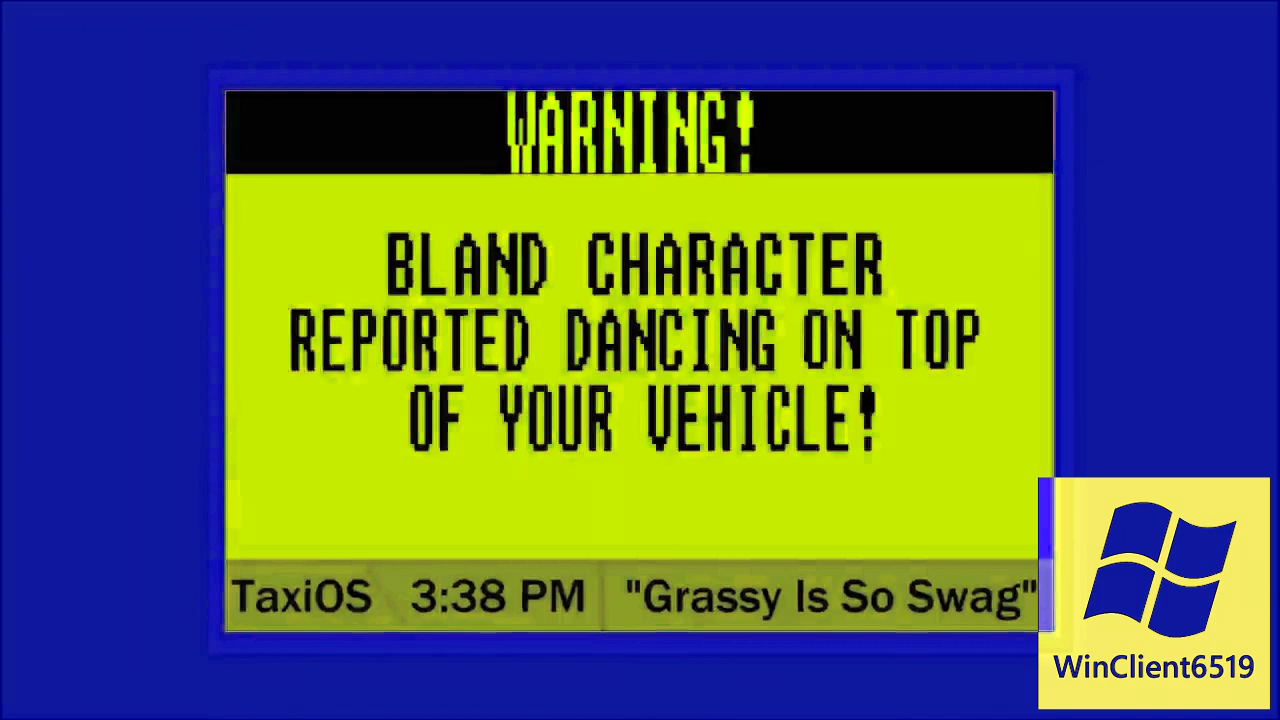 WARNING!
BLAND CHARACTER
REPORTED DANCING ON TOP
OF YOUR VEHICLE!
TaxiOS 3:38 PM "Grassy Is So Swag"
WinClient6519